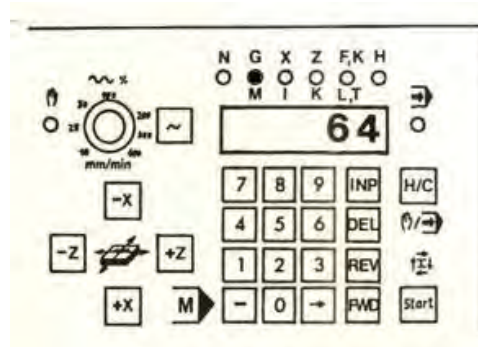 N G X Z F,K H
M I K L,T
%
64
~
mm/min
7 8 9 INP H/C
-X
4 5 6 DEL
-Z +Z
1 2 3 REV
+X M - 0 → FWD Start